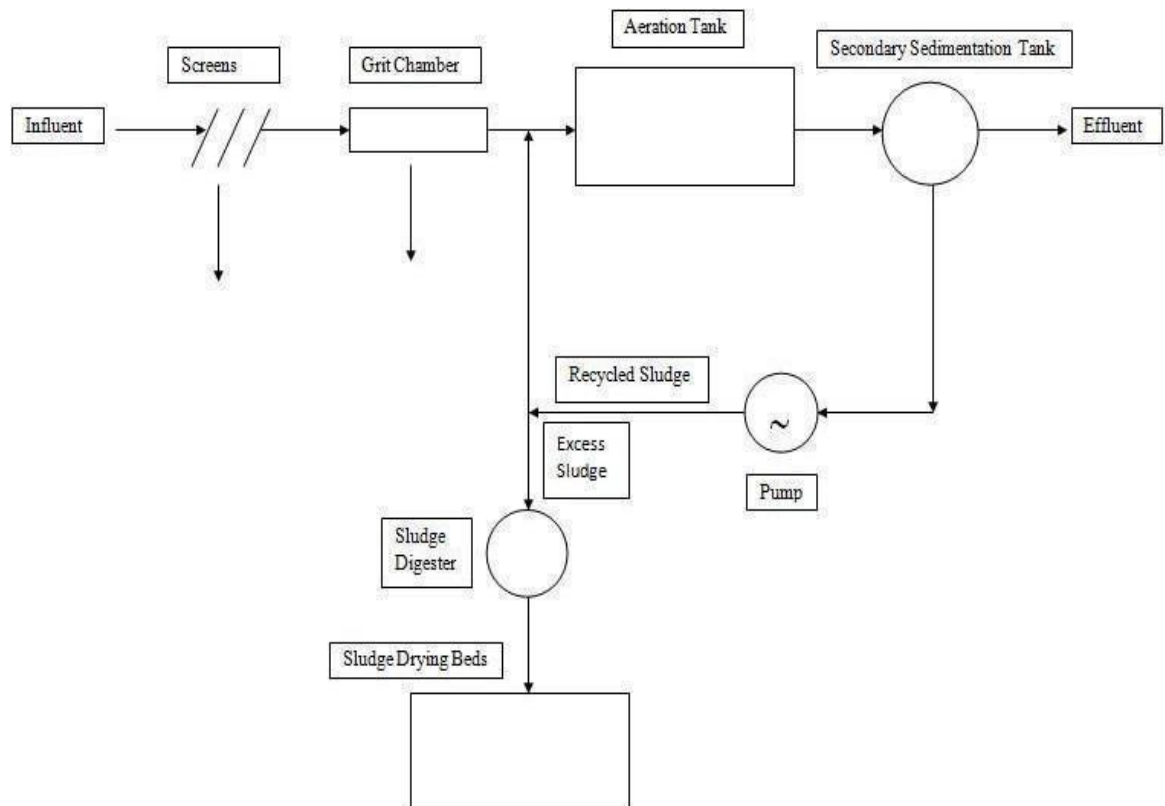 Aeration Tank
Secondary Sedimentation Tank
Screens
Grit Chamber
Influent
Effluent
Recycled Sludge
~
Excess
Sludge
Pump
Sludge
Digester
Sludge Drying Beds